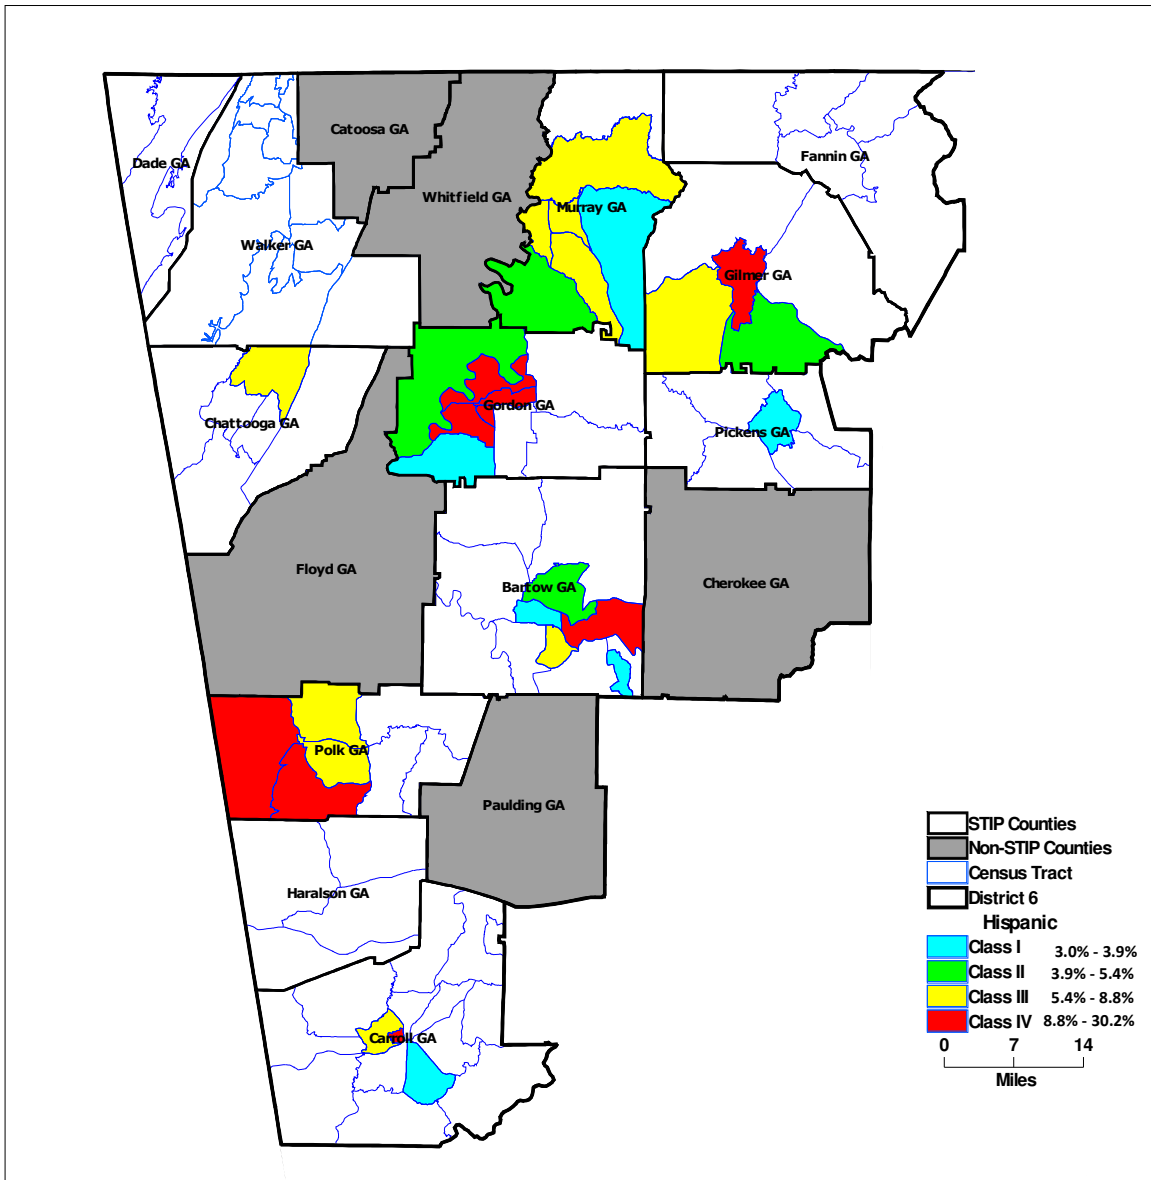 Catoosa GA
Dade GA
Fannin GA
Whitfield GA
Murray GA
Walker GA
Gilmer GA
Gordon GA
Chattooga GA
Pickens GA
Floyd GA
Cherokee GA
Bartow GA
Polk GA
Paulding GA
Haralson GA
Carroll GA
STIP Counties
Non-STIP Counties
Census Tract
District 6
Hispanic
Class I 3.0% - 3.9%
Class II 3.9% - 5.4%
Class III 5.4% - 8.8%
Class IV 8.8% - 30.2%
0 7 14
Miles